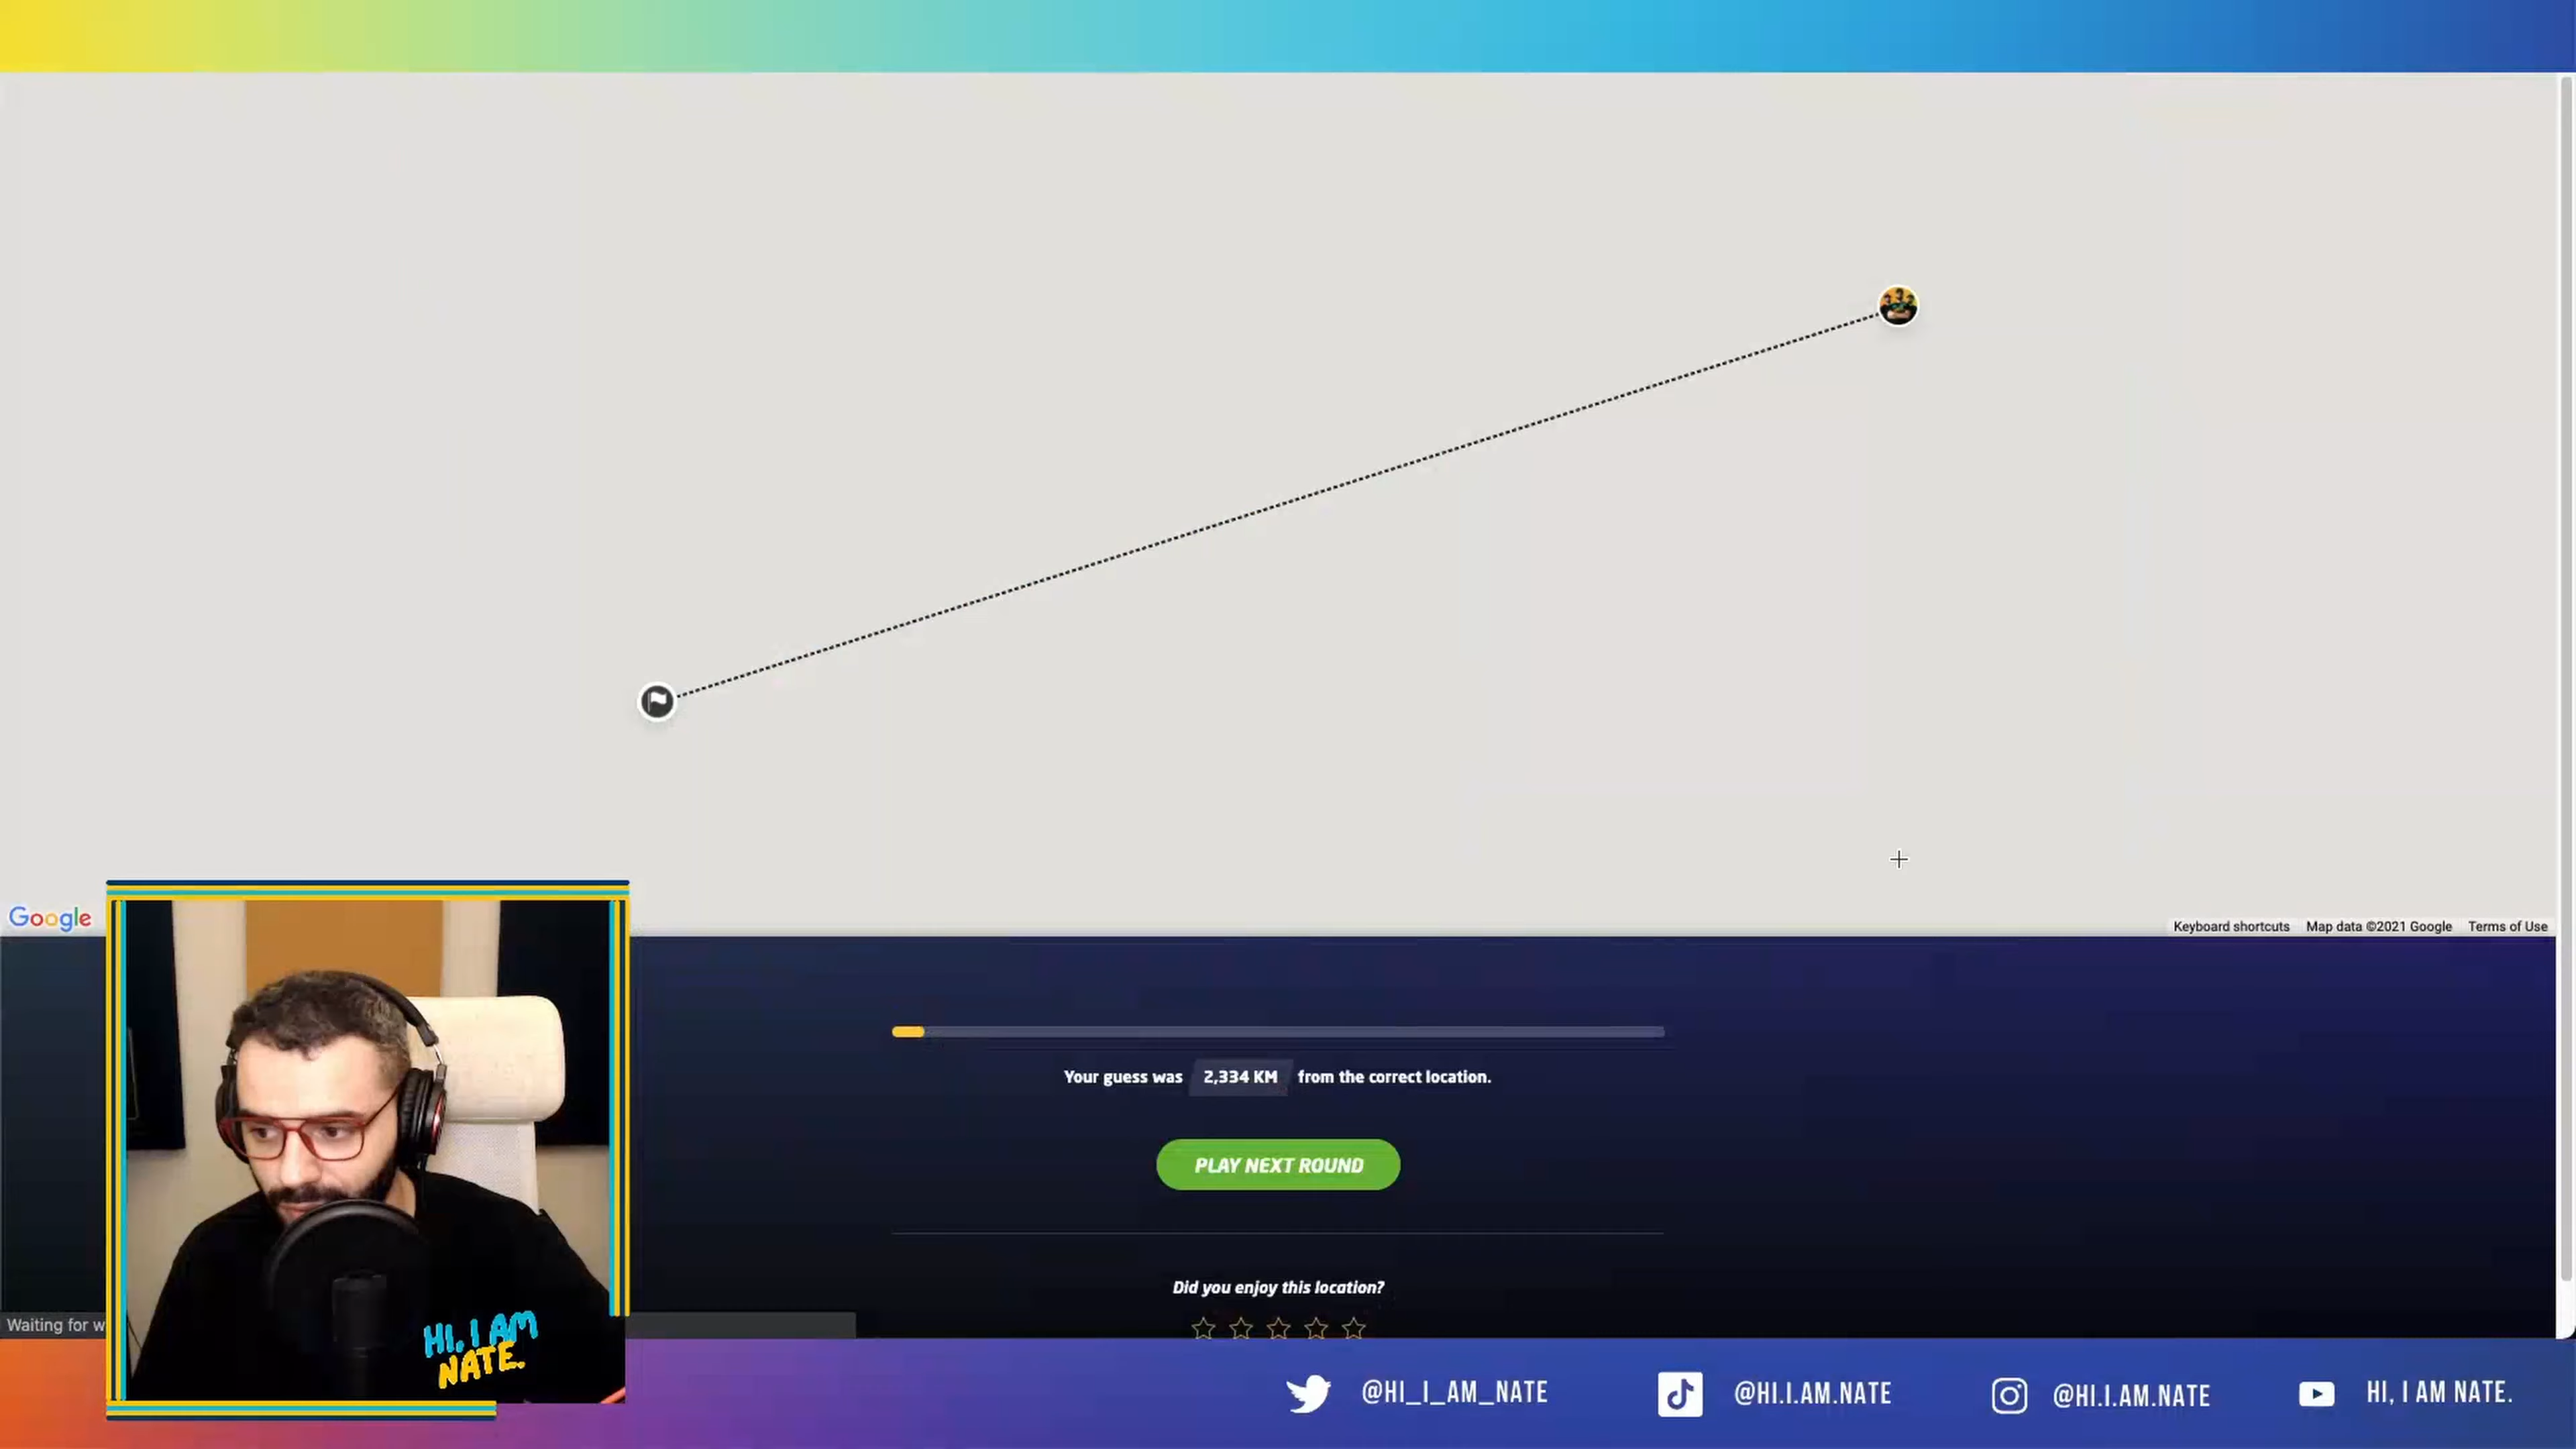 Google
Keyboard shortcuts Map data ©2021 Google Terms of Use
Your guess was 2,334 KM from the correct location.
PLAY NEXT ROUND
Did you enjoy this location?
Waiting for w
HI, I AM
NATE.
@HI_I_AM_NATE @HI.I.AM.NATE @HI.I.AM.NATE HI, I AM NATE.